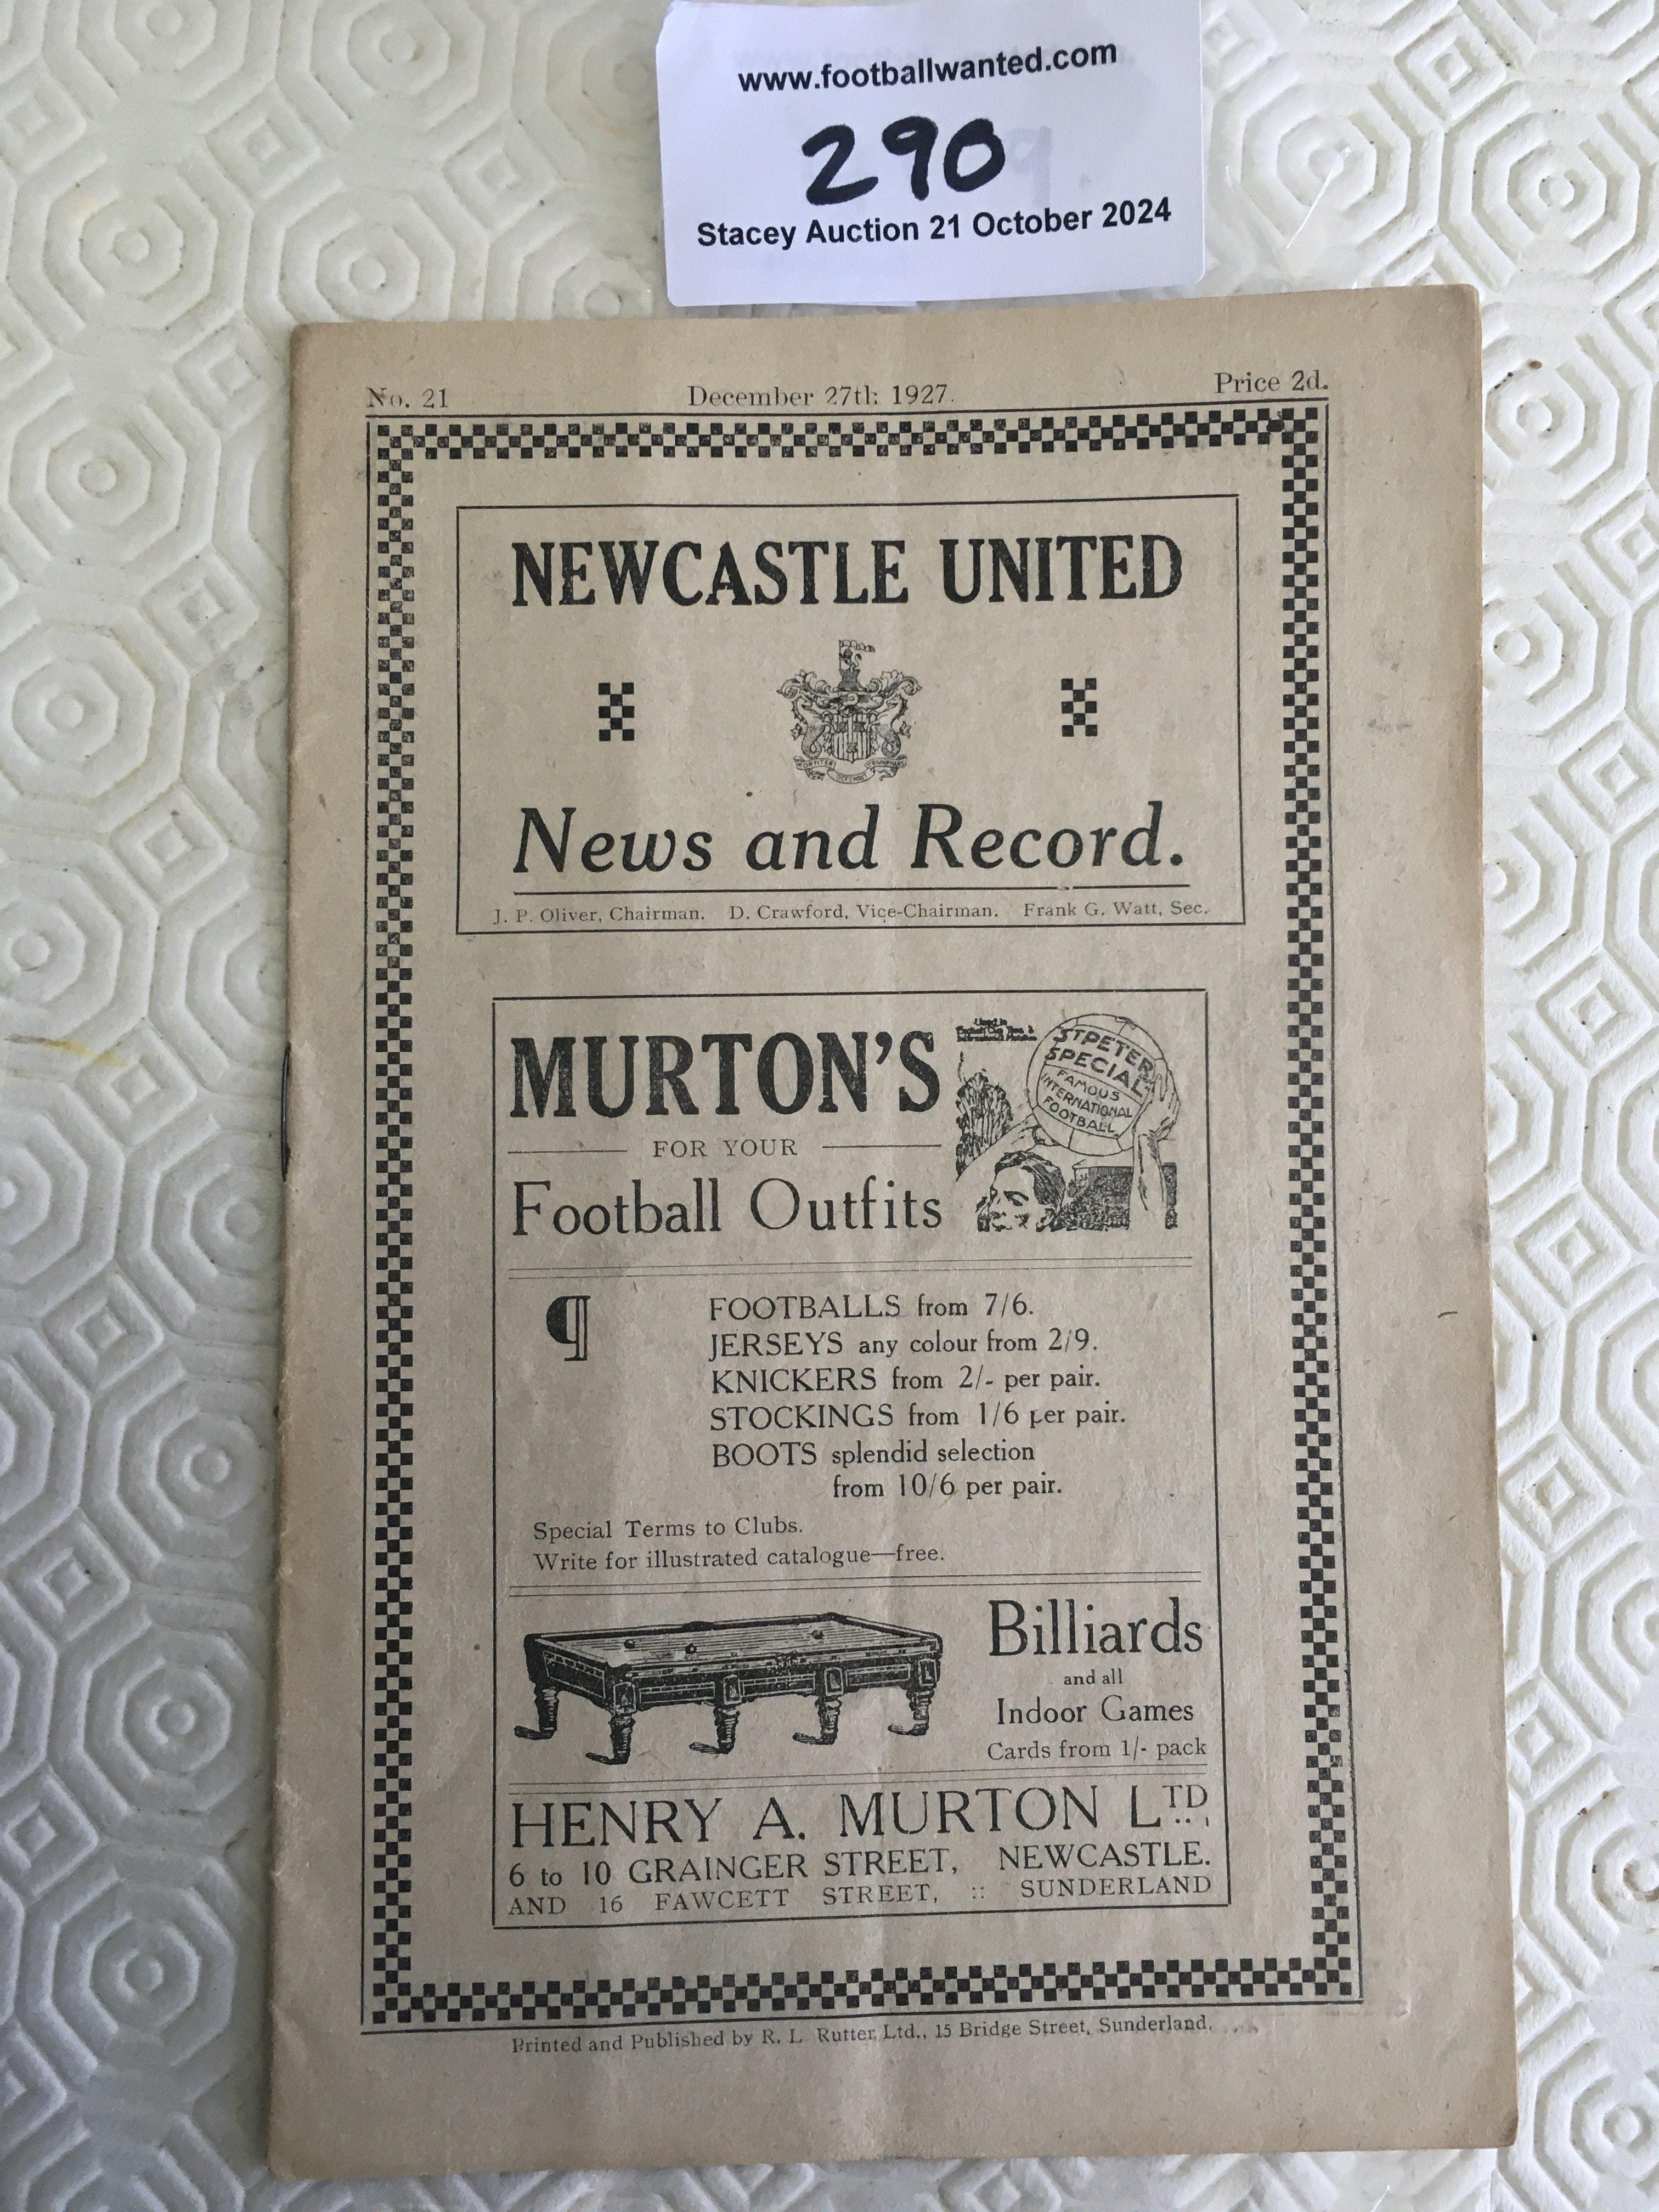 www.footballwanted.com
290
Stacey Auction 21 October 2024
No. 21 December 27th 1927. Price 2d.
NEWCASTLE UNITED
News and Record.
J. P. Oliver, Chairman. D. Crawford, Vice-Chairman. Frank G. Watt, Sec.
MURTON'S
FOR YOUR
Football Outfits
ST PETER
SPECIAL
FAMOUS
INTERNATIONAL
FOOTBALL
¶
FOOTBALLS from 7/6.
JERSEYS any colour from 2/9.
KNICKERS from 2/- per pair.
STOCKINGS from 1/6 per pair.
BOOTS splendid selection
from 10/6 per pair.
Special Terms to Clubs.
Write for illustrated catalogue—free.
Billiards
and all
Indoor Games
Cards from 1/- pack
HENRY A. MURTON LTD.,
6 to 10 GRAINGER STREET, NEWCASTLE.
AND 16 FAWCETT STREET, :: SUNDERLAND
Printed and Published by R. L. Rutter, Ltd., 15 Bridge Street, Sunderland.